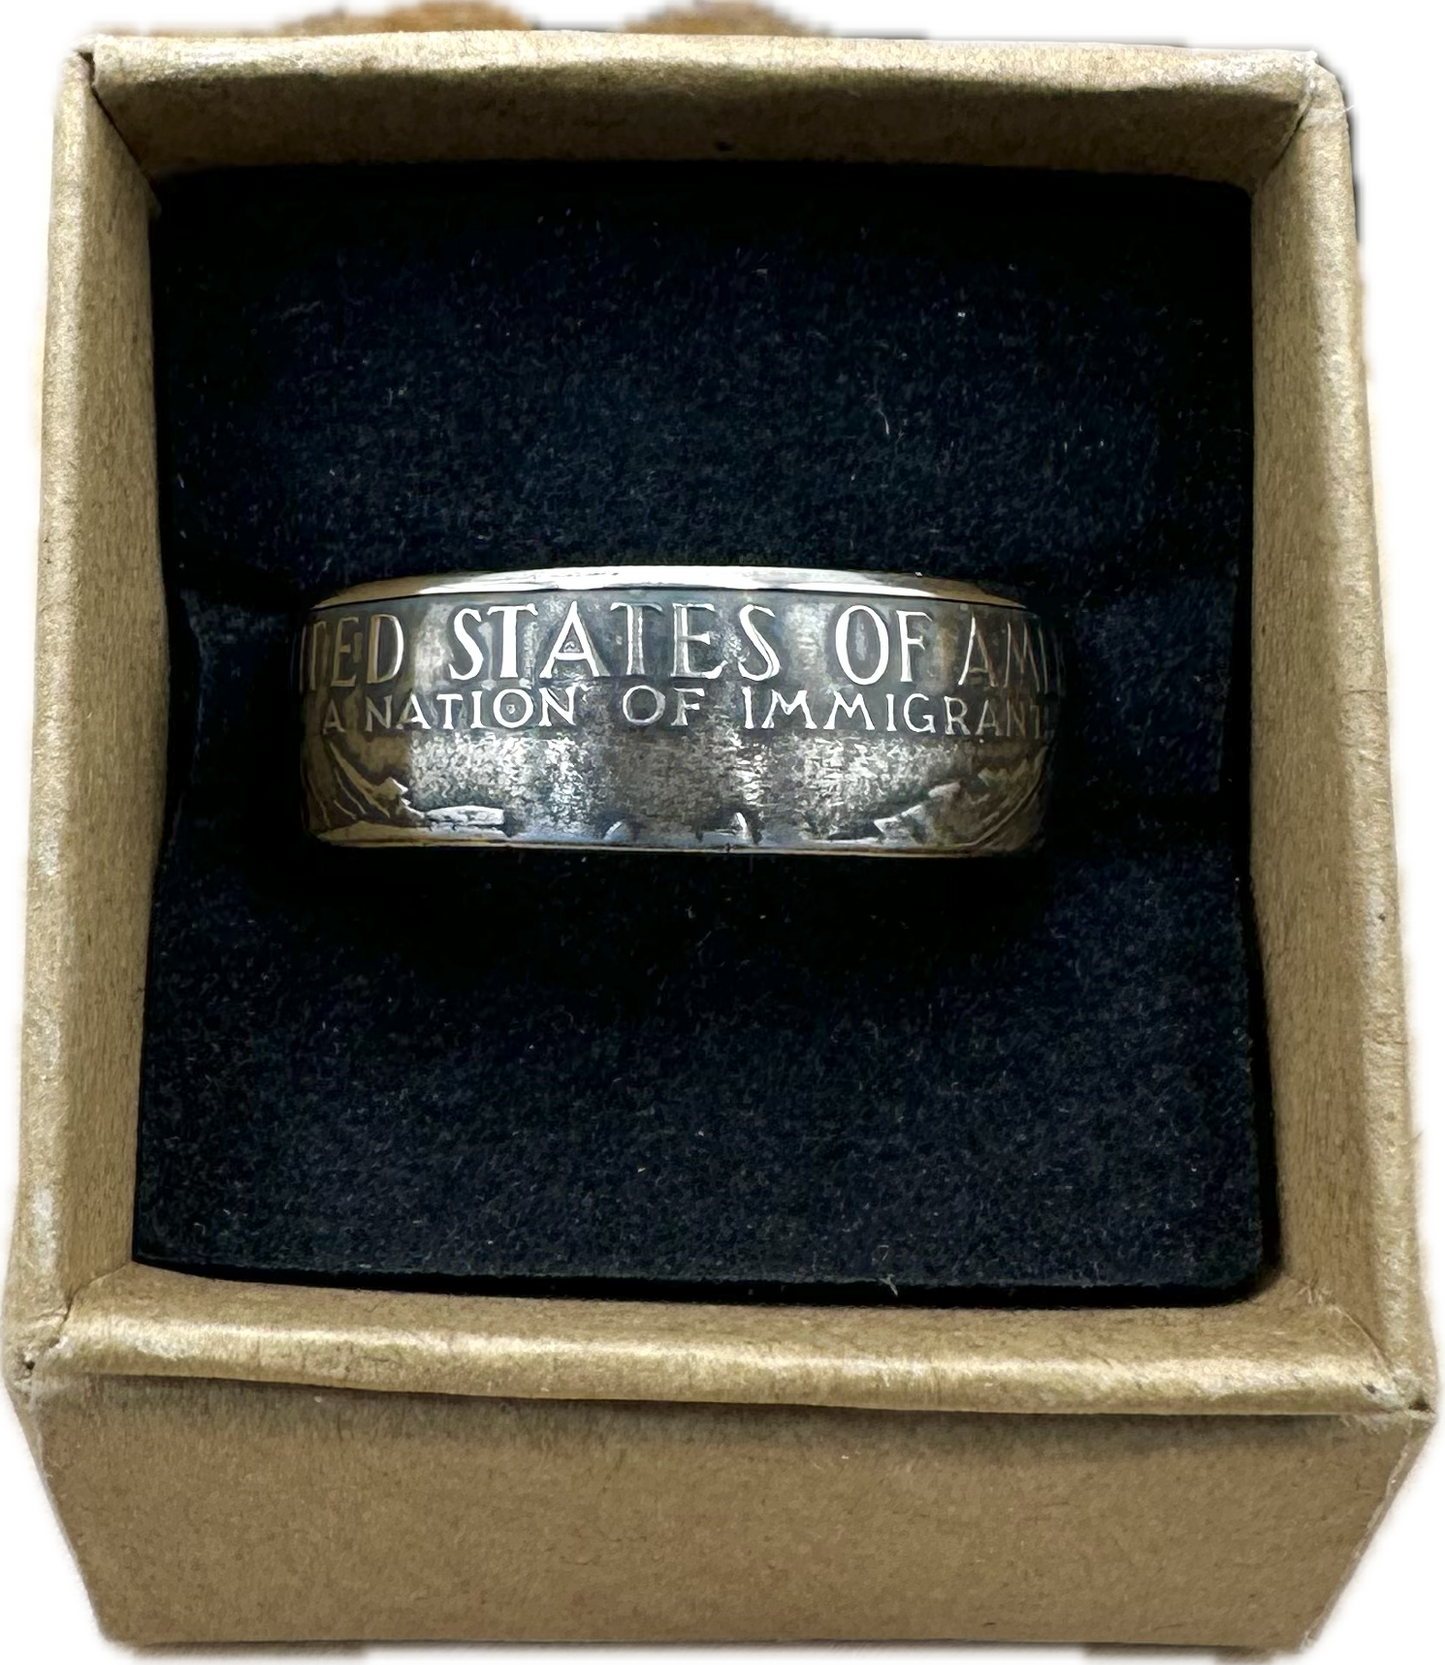 ITED STATES OF AM
A NATION OF IMMIGRANT